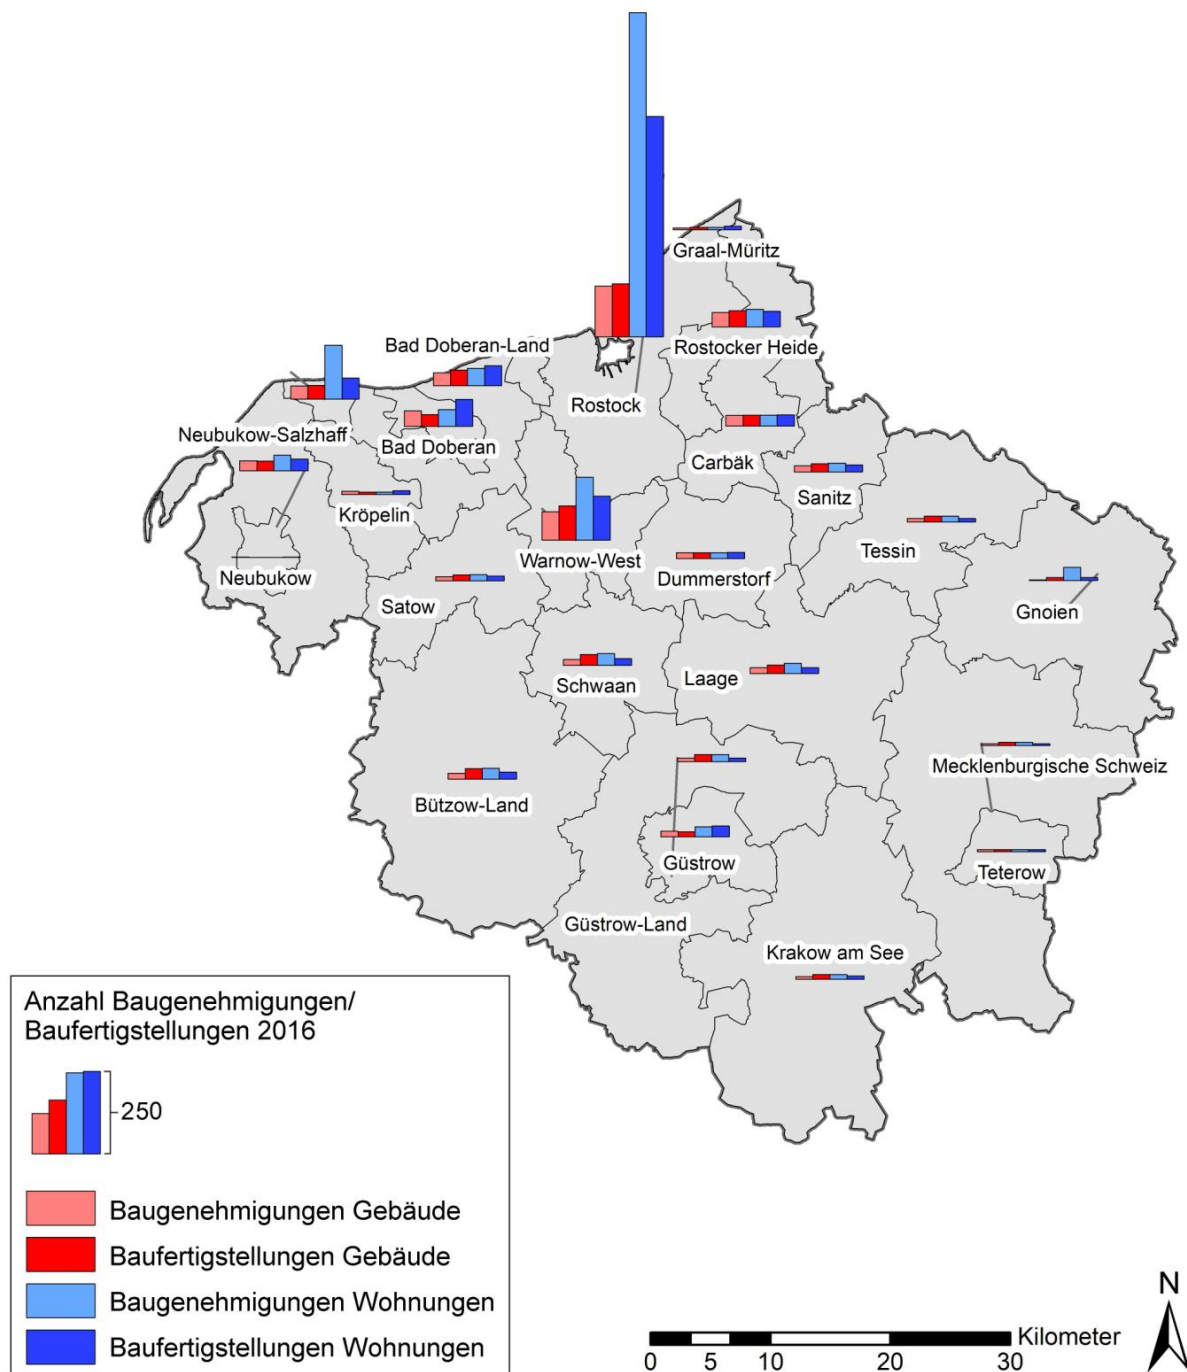 Graal-Müritz
Rostocker Heide
Bad Doberan-Land
Rostock
Neubukow-Salzhaff
Bad Doberan
Carbäk
Sanitz
Kröpelin
Tessin
Warnow-West
Dummerstorf
Neubukow
Satow
Gnoien
Schwaan
Laage
Mecklenburgische Schweiz
Bützow-Land
Güstrow
Teterow
Güstrow-Land
Krakow am See
Anzahl Baugenehmigungen/
Baufertigstellungen 2016
250
Baugenehmigungen Gebäude
Baufertigstellungen Gebäude
Baugenehmigungen Wohnungen
Baufertigstellungen Wohnungen
N
Kilometer
0 5 10 20 30